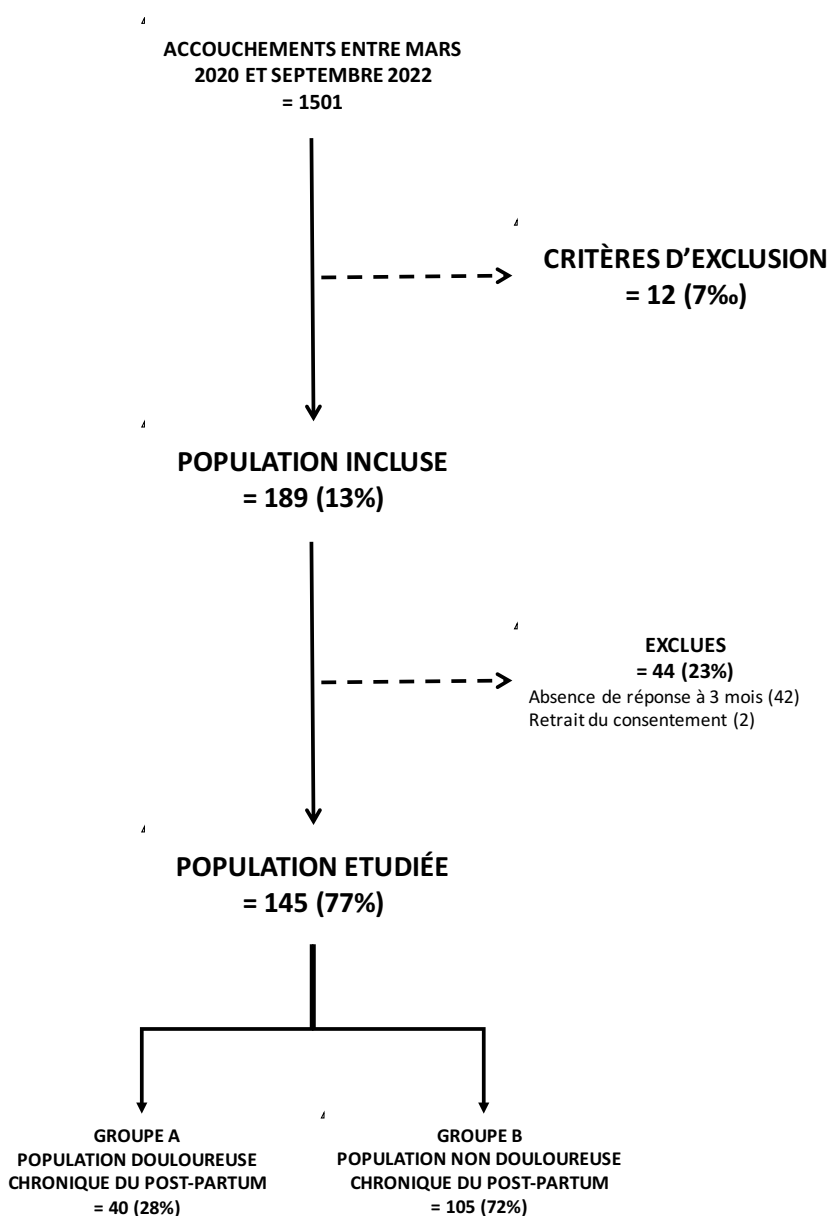 ACCOUCHEMENTS ENTRE MARS
2020 ET SEPTEMBRE 2022
= 1501
CRITÈRES D'EXCLUSION
= 12 (7‰)
POPULATION INCLUSE
= 189 (13%)
EXCLUES
= 44 (23%)
Absence de réponse à 3 mois (42)
Retrait du consentement (2)
POPULATION ETUDIÉE
= 145 (77%)
GROUPE A
POPULATION DOULOUREUSE
CHRONIQUE DU POST-PARTUM
= 40 (28%)
GROUPE B
POPULATION NON DOULOUREUSE
CHRONIQUE DU POST-PARTUM
= 105 (72%)